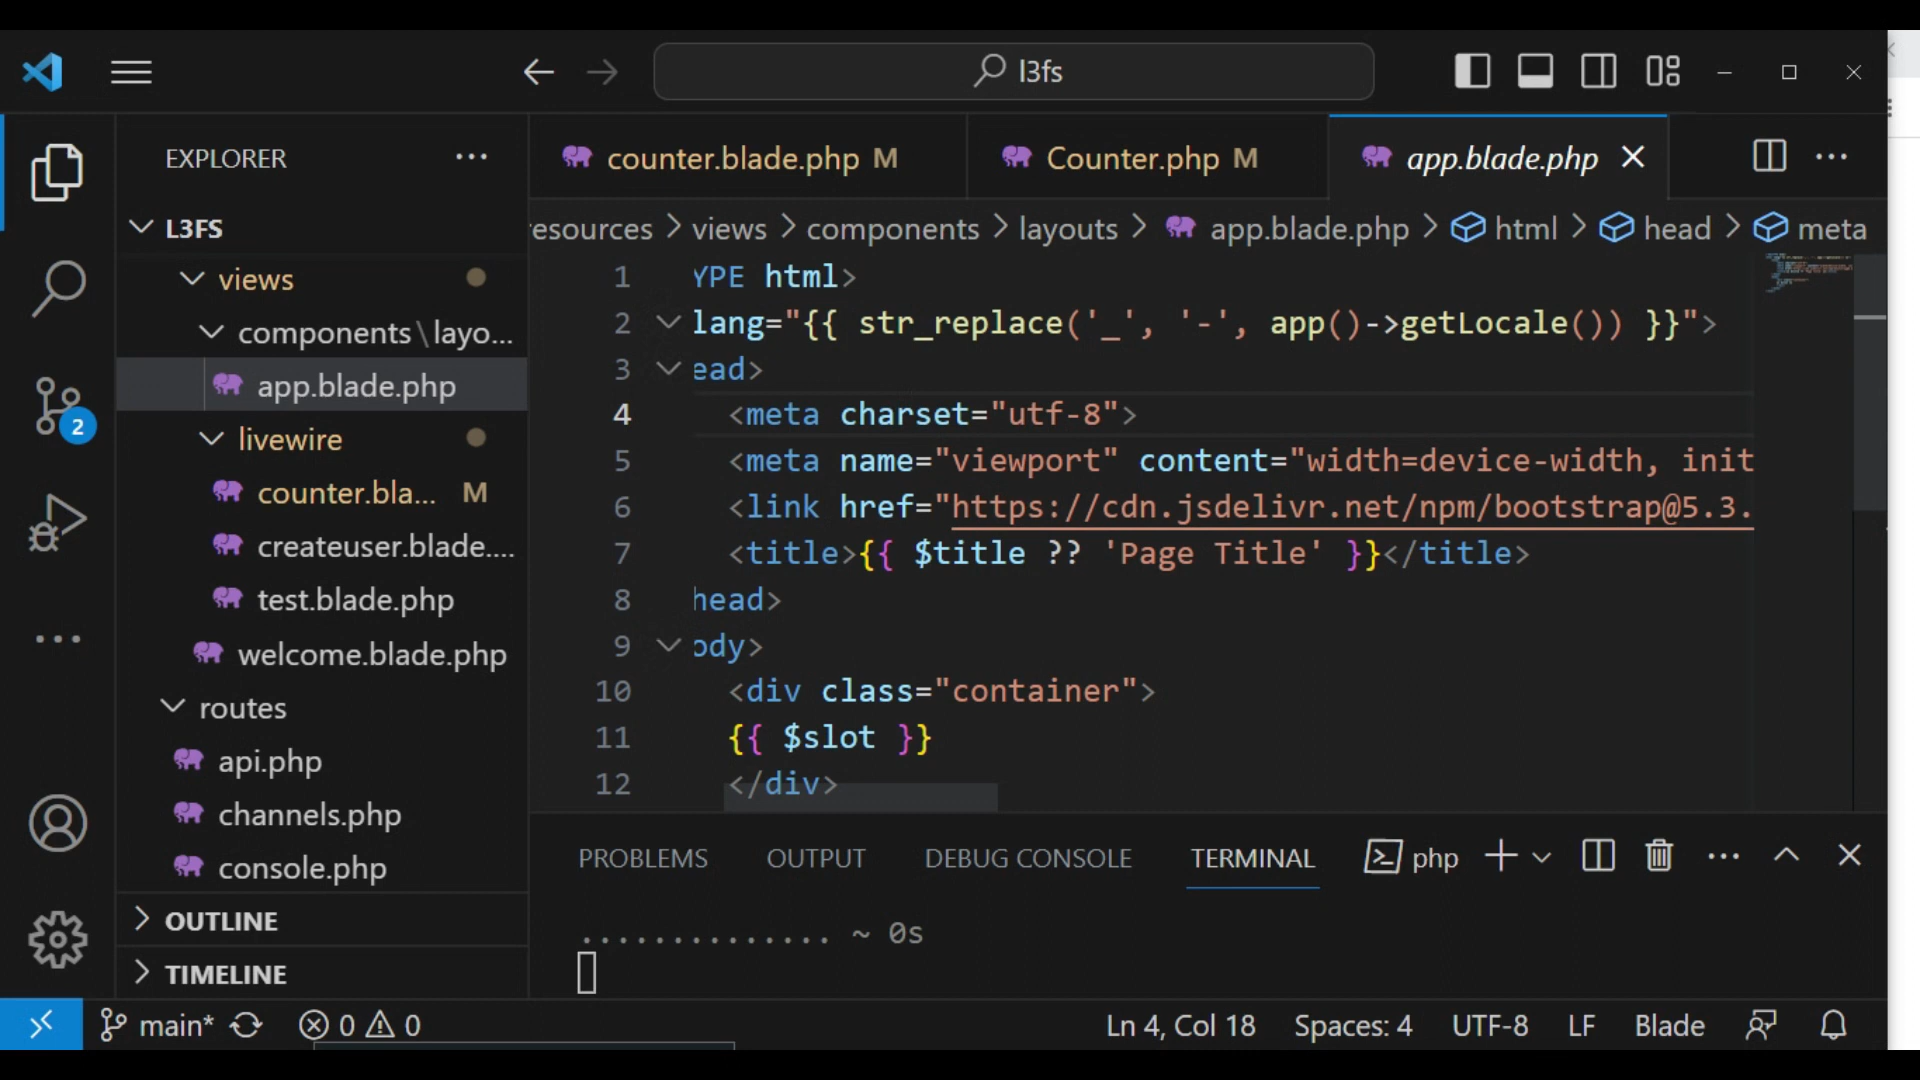 l3fs
EXPLORER
L3FS
views
components\layo...
app.blade.php
livewire
counter.bla... M
createuser.blade....
test.blade.php
welcome.blade.php
routes
api.php
channels.php
console.php
OUTLINE
TIMELINE
2
counter.blade.php M
Counter.php M
app.blade.php
esources > views > components > layouts > app.blade.php > html > head > meta
1 YPE html>
2 lang="{{ str_replace('_', '-', app()->getLocale()) }}">
3 ead>
4 <meta charset="utf-8">
5 <meta name="viewport" content="width=device-width, init
6 <link href="https://cdn.jsdelivr.net/npm/bootstrap@5.3.
7 <title>{{ $title ?? 'Page Title' }}</title>
8 head>
9 ody>
10 <div class="container">
11 {{ $slot }}
12 </div>
PROBLEMS OUTPUT DEBUG CONSOLE TERMINAL php
.............. ~ 0s
main* 0 0 Ln 4, Col 18 Spaces: 4 UTF-8 LF Blade